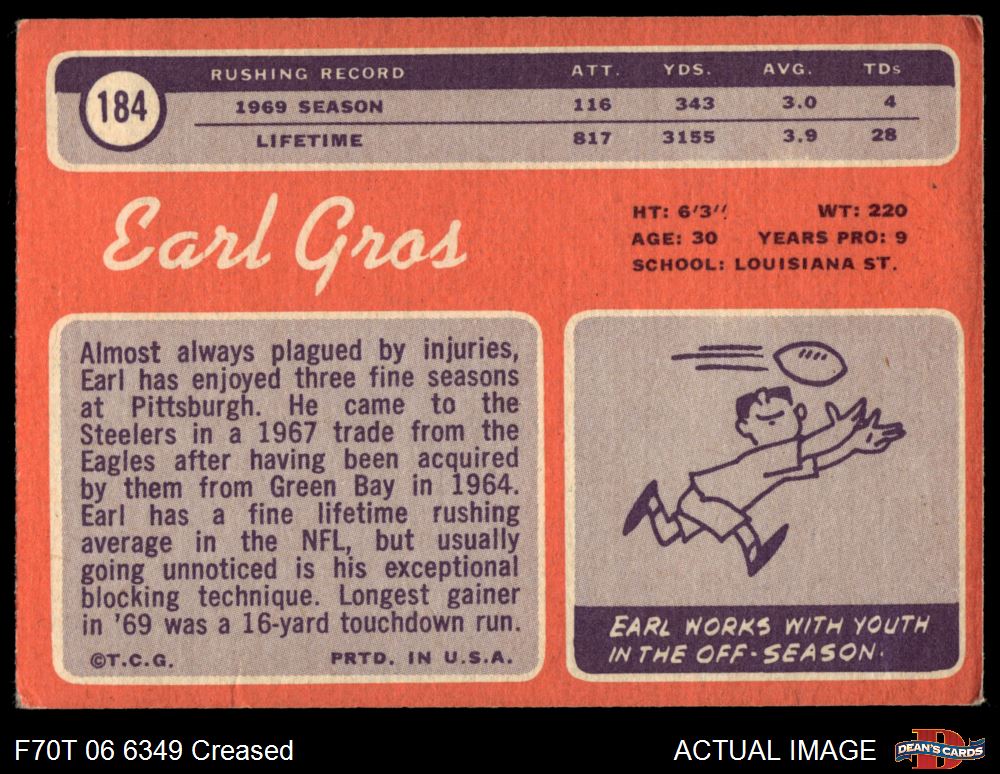 184
RUSHING RECORD ATT. YDS. AVG. TDs
1969 SEASON 116 343 3.0 4
LIFETIME 817 3155 3.9 28
Earl Gros
HT: 6'3" WT: 220
AGE: 30 YEARS PRO: 9
SCHOOL: LOUISIANA ST.
Almost always plagued by injuries,
Earl has enjoyed three fine seasons
at Pittsburgh. He came to the
Steelers in a 1967 trade from the
Eagles after having been acquired
by them from Green Bay in 1964.
Earl has a fine lifetime rushing
average in the NFL, but usually
going unnoticed is his exceptional
blocking technique. Longest gainer
in '69 was a 16-yard touchdown run.
©T.C.G. PRTD. IN U.S.A.
EARL WORKS WITH YOUTH
IN THE OFF-SEASON.
F70T 06 6349 Creased
ACTUAL IMAGE
D
DEAN'S CARDS